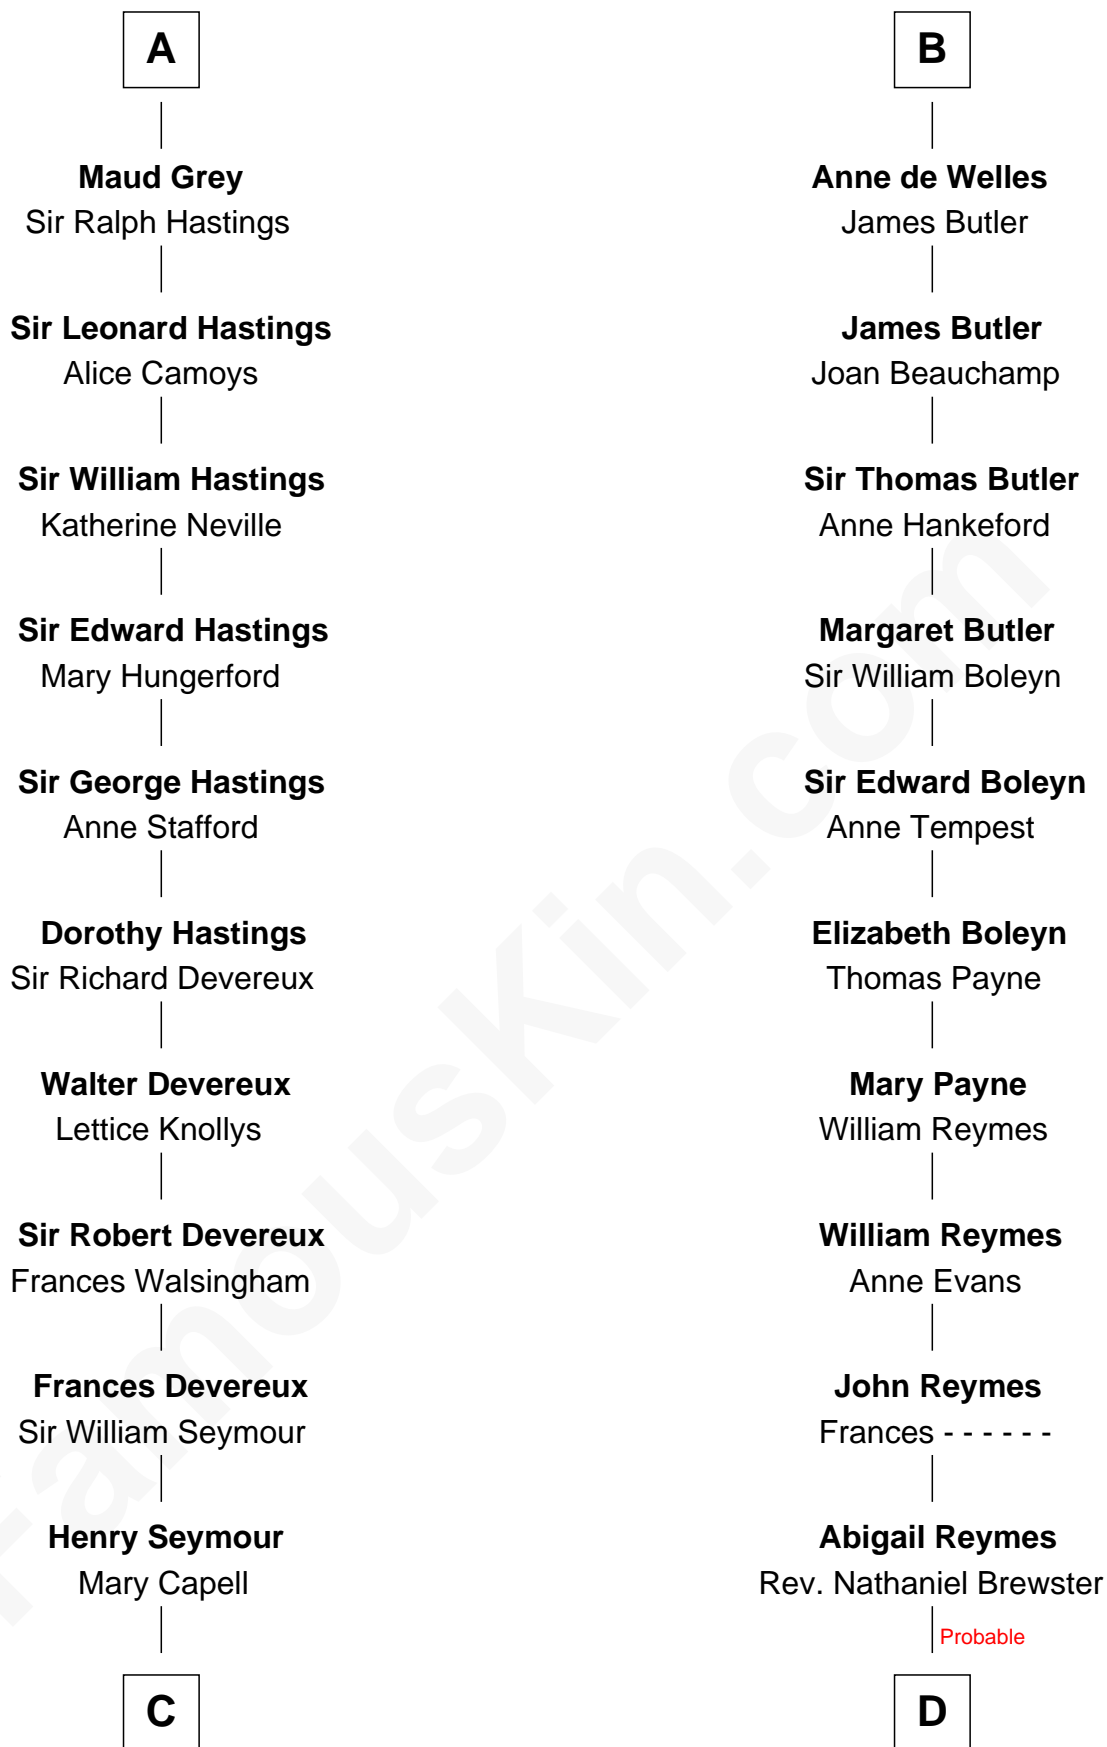 A
Maud Grey
Sir Ralph Hastings
Sir Leonard Hastings
Alice Camoys
Sir William Hastings
Katherine Neville
Sir Edward Hastings
Mary Hungerford
Sir George Hastings
Anne Stafford
Dorothy Hastings
Sir Richard Devereux
Walter Devereux
Lettice Knollys
Sir Robert Devereux
Frances Walsingham
Frances Devereux
Sir William Seymour
Henry Seymour
Mary Capell
C
B
Anne de Welles
James Butler
James Butler
Joan Beauchamp
Sir Thomas Butler
Anne Hankeford
Margaret Butler
Sir William Boleyn
Sir Edward Boleyn
Anne Tempest
Elizabeth Boleyn
Thomas Payne
Mary Payne
William Reymes
William Reymes
Anne Evans
John Reymes
Frances - - - - - -
Abigail Reymes
Rev. Nathaniel Brewster
Probable
D
FamousKin.com